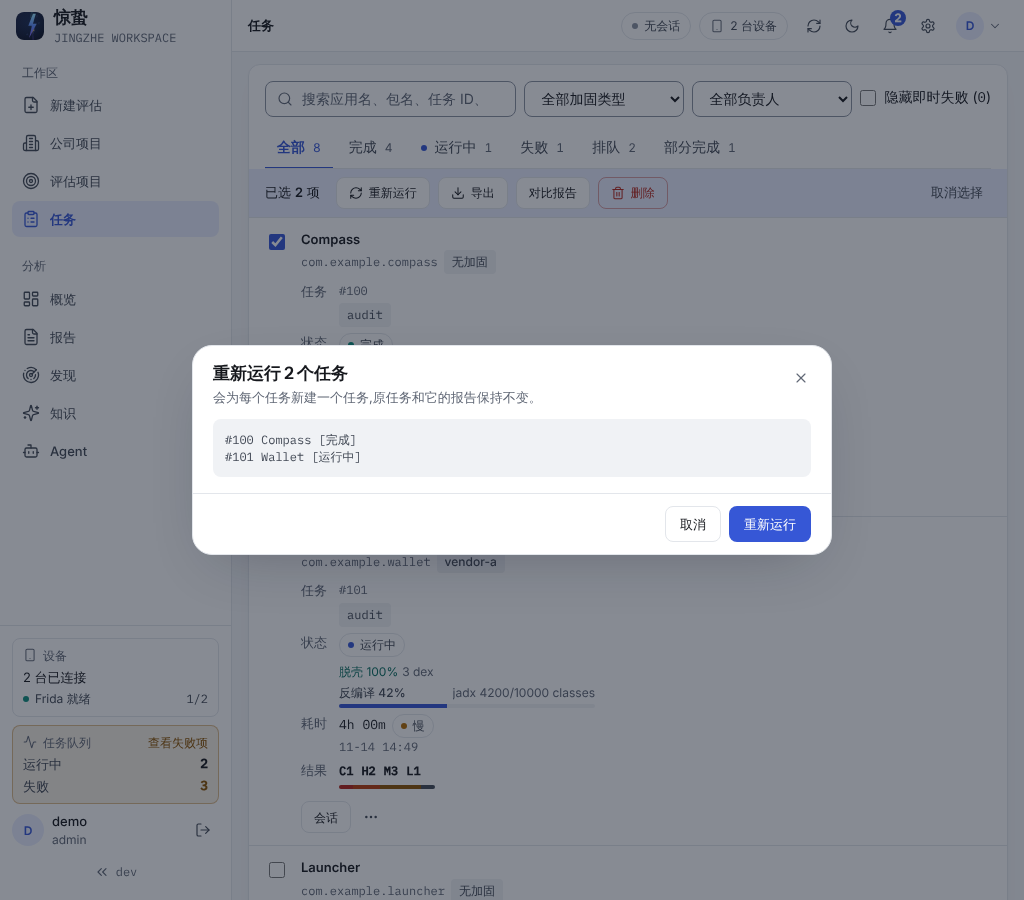 惊蛰
JINGZHE WORKSPACE
工作区
新建评估
公司项目
评估项目
任务
分析
概览
报告
发现
知识
Agent
设备
2 台已连接
Frida 就绪 1/2
任务队列 查看失败项
运行中 2
失败 3
D demo
admin
dev
任务
无会话
2 台设备
2
D
搜索应用名、包名、任务 ID、
全部加固类型
全部负责人
隐藏即时失败 (0)
全部 8 完成 4 运行中 1 失败 1 排队 2 部分完成 1
已选 2 项 重新运行 导出 对比报告 删除 取消选择
Compass
com.example.compass 无加固
任务 #100
audit
状态 完成
重新运行 2 个任务
会为每个任务新建一个任务,原任务和它的报告保持不变。
#100 Compass [完成]
#101 Wallet [运行中]
取消 重新运行
com.example.wallet vendor-a
任务 #101
audit
状态 运行中
脱壳 100% 3 dex
反编译 42% jadx 4200/10000 classes
耗时 4h 00m 慢
11-14 14:49
结果 C1 H2 M3 L1
会话 ···
Launcher
com.example.launcher 无加固